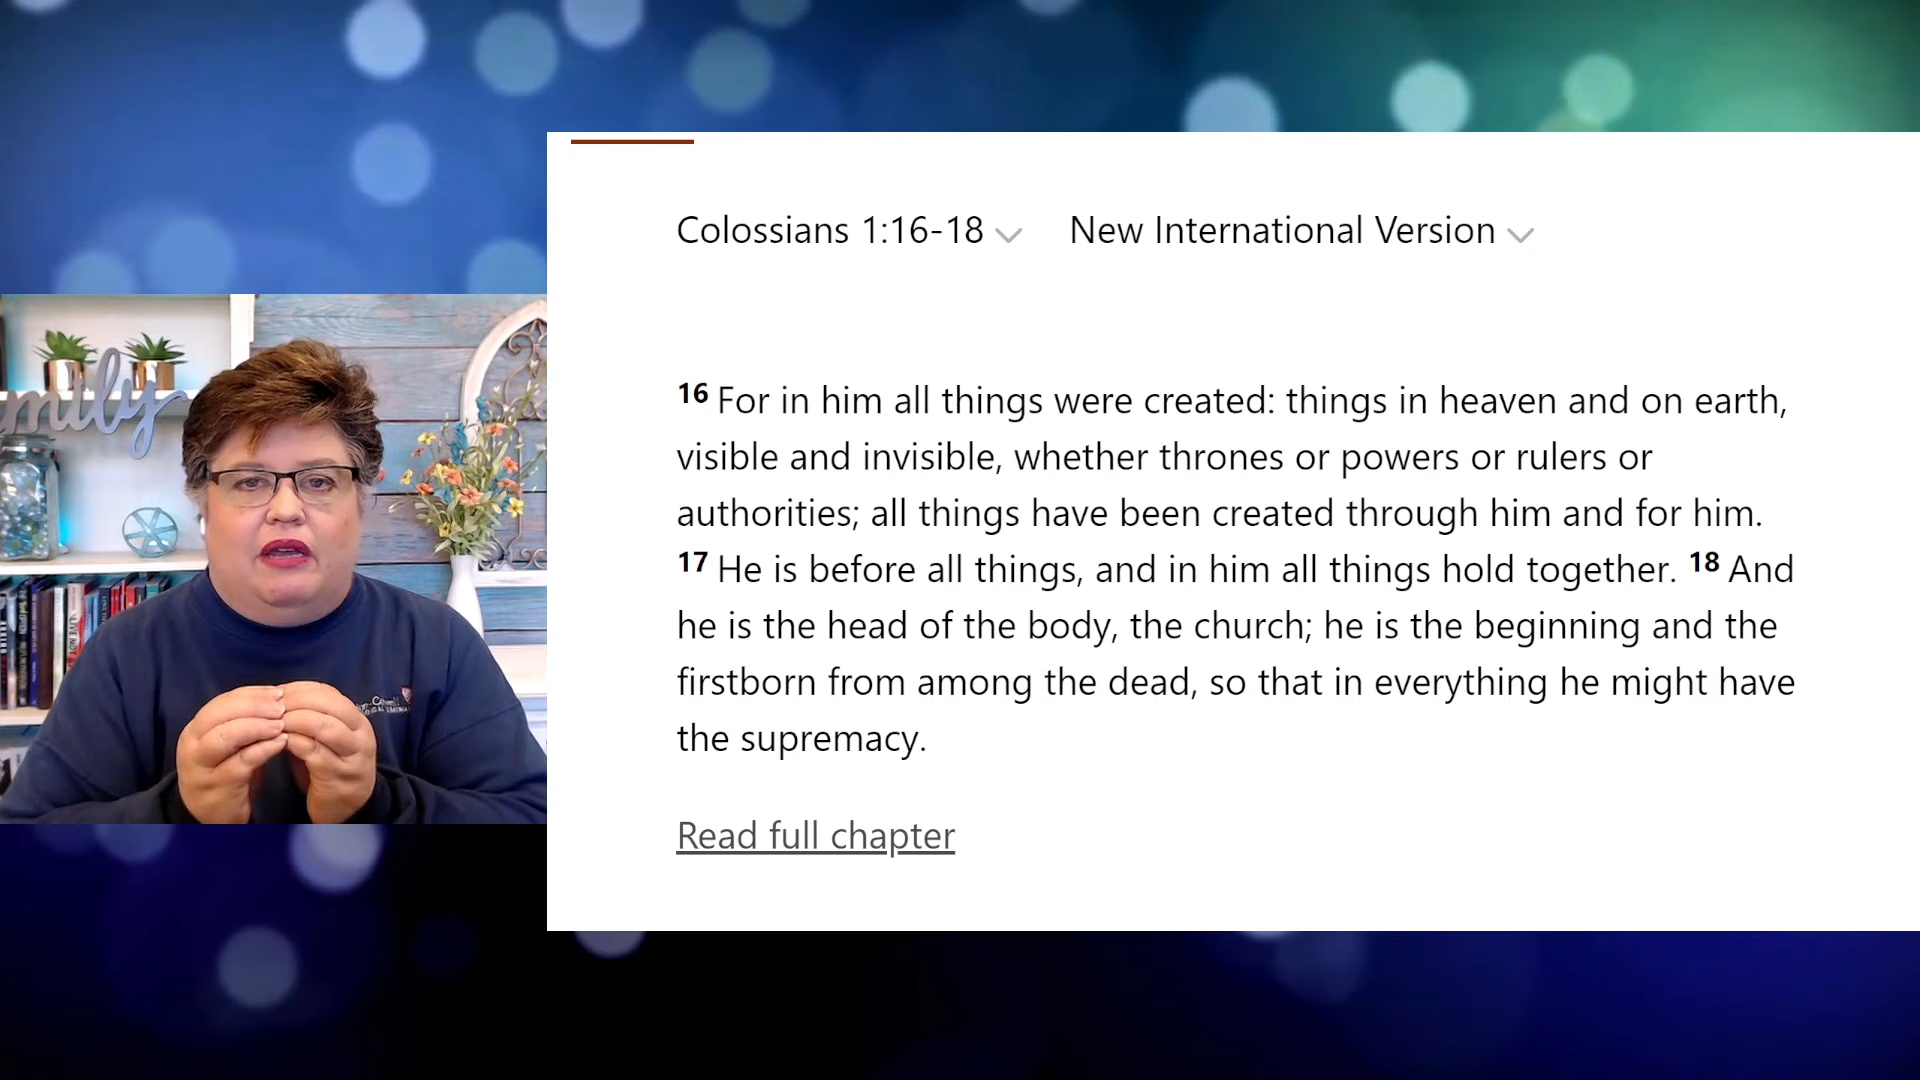 Colossians 1:16-18 New International Version
16 For in him all things were created: things in heaven and on earth,
visible and invisible, whether thrones or powers or rulers or
authorities; all things have been created through him and for him.
17 He is before all things, and in him all things hold together. 18 And
he is the head of the body, the church; he is the beginning and the
firstborn from among the dead, so that in everything he might have
the supremacy.
Read full chapter
mily